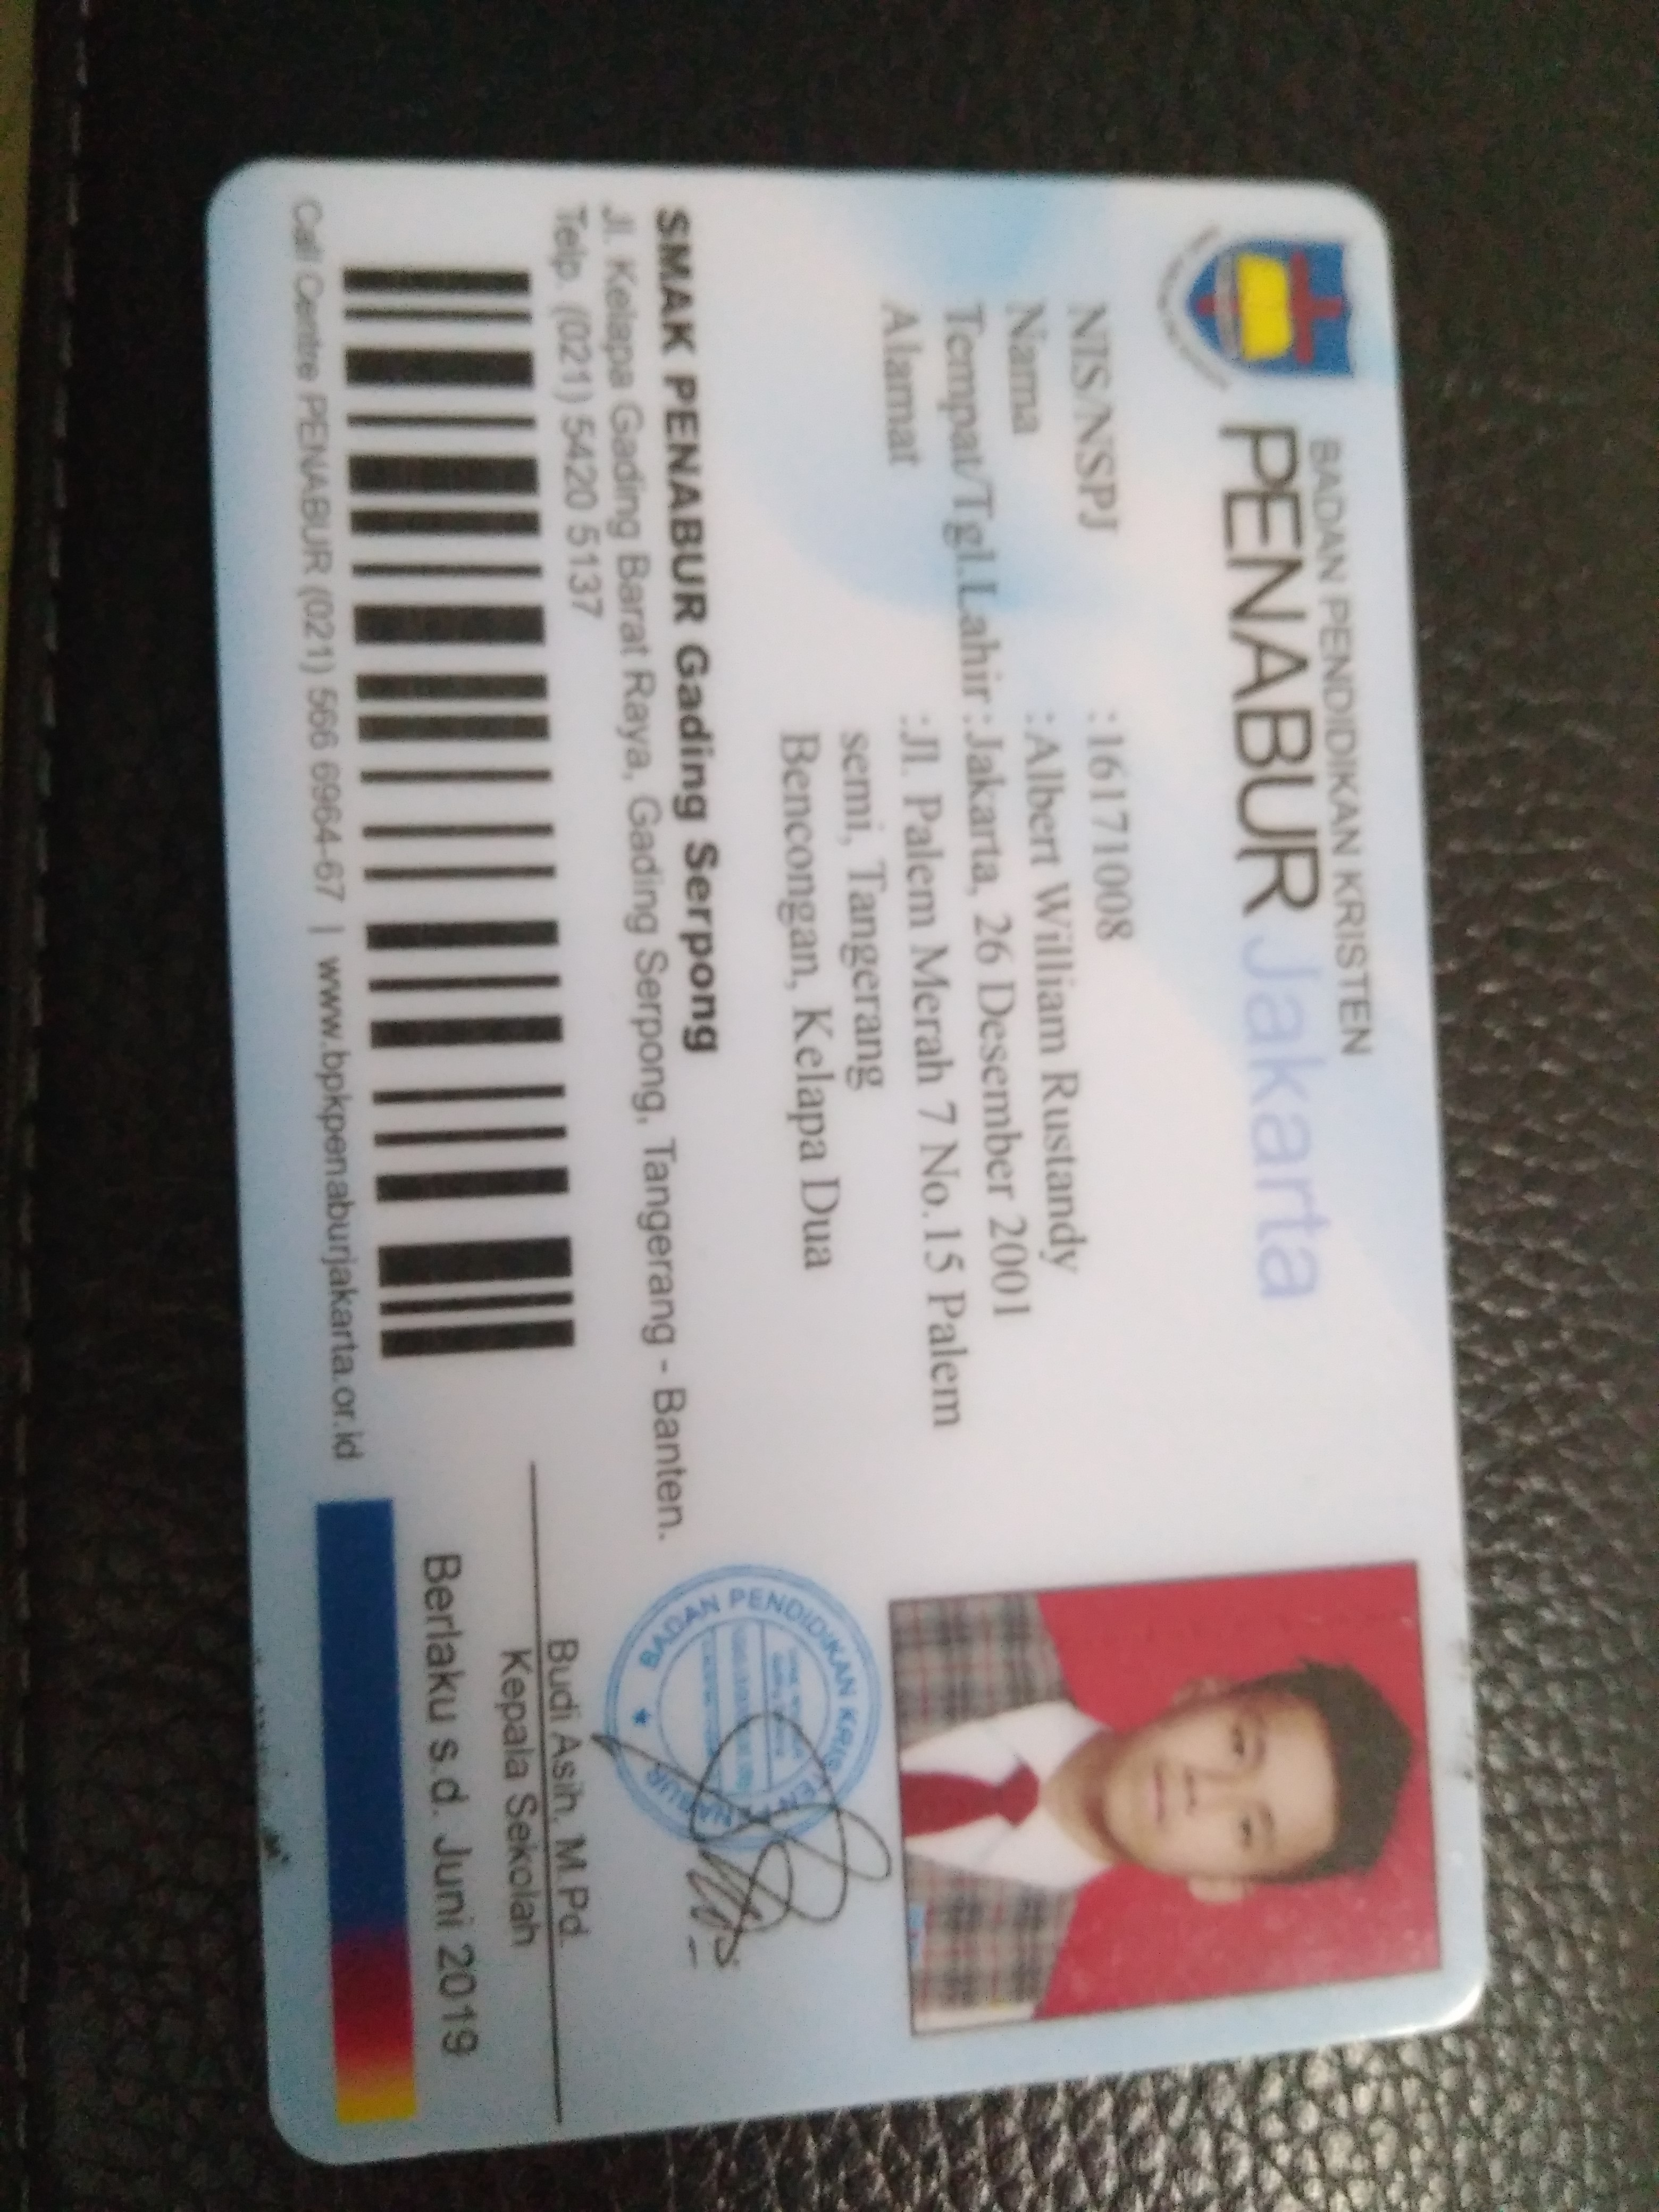 BADAN PENDIDIKAN KRISTEN
PENABUR Jakarta
NIS/NSPJ : 161171008
Nama : Albert William Rustandy
Tempat/Tgl.Lahir : Jakarta, 26 Desember 2001
Alamat : Jl. Palem Merah 7 No.15 Palem
semi, Tangerang
Bencongan, Kelapa Dua
SMAK PENABUR Gading Serpong
Jl. Kelapa Gading Barat Raya, Gading Serpong, Tangerang - Banten.
Telp. (021) 5420 5137
BADAN PENDIDIKAN KRISTEN PENABUR
Budi Asih, M.Pd.
Kepala Sekolah
Berlaku s.d. Juni 2019
Call Centre PENABUR (021) 566 6964-67 | www.bpkpenaburjakarta.or.id